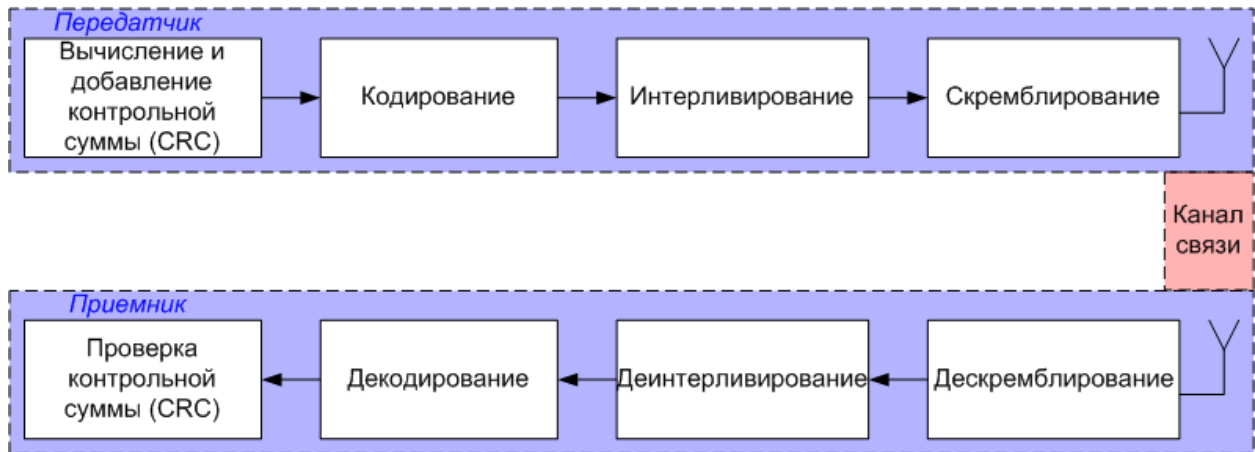 Передатчик
Вычисление и
добавление
контрольной
суммы (CRC)
Кодирование
Интерливирование
Скремблирование
Канал
связи
Приемник
Проверка
контрольной
суммы (CRC)
Декодирование
Деинтерливирование
Дескремблирование